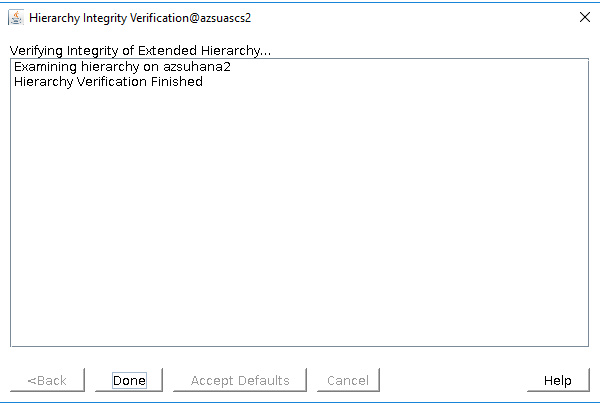 Hierarchy Integrity Verification@azsuascs2
Verifying Integrity of Extended Hierarchy...
Examining hierarchy on azsuhana2
Hierarchy Verification Finished
<Back Done Accept Defaults Cancel Help